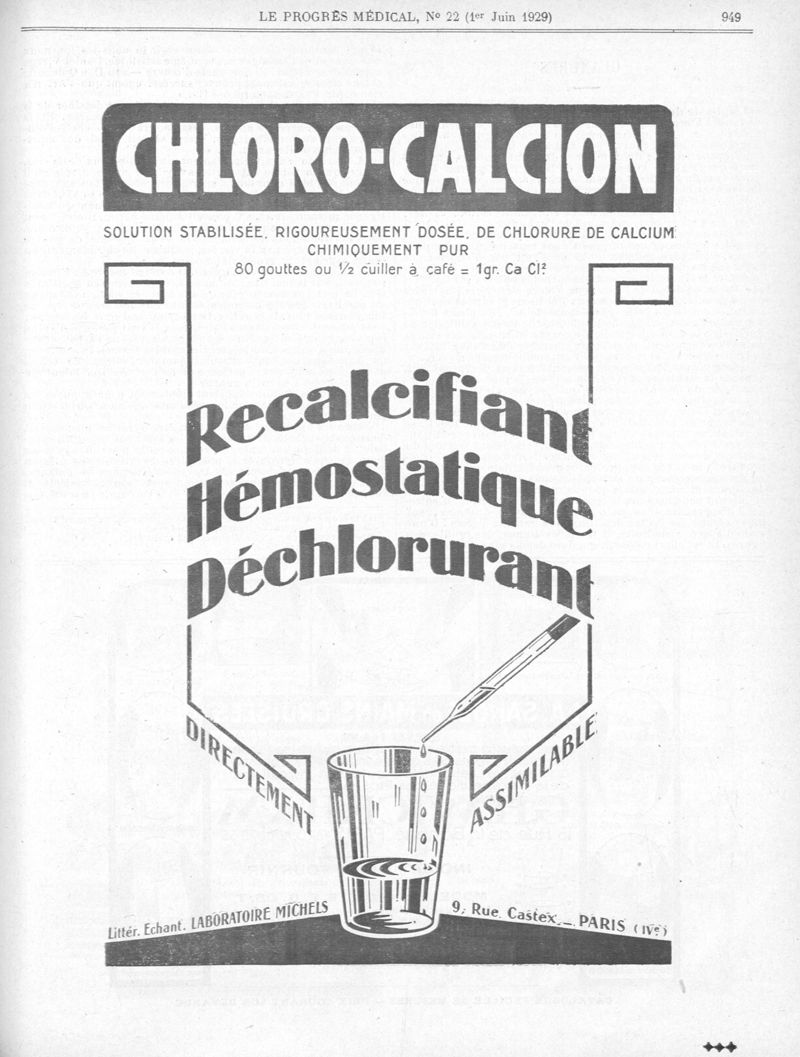 LE PROGRÈS MÉDICAL, Nº 22 (1er Juin 1929) 949
CHLORO-CALCION
SOLUTION STABILISÉE, RIGOUREUSEMENT DOSÉE, DE CHLORURE DE CALCIUM
CHIMIQUEMENT PUR
80 gouttes ou 1/2 cuiller à café = 1gr. Ca Cl²
Recalcifiant
Hémostatique
Déchlorurant
DIRECTEMENT
ASSIMILABLE
Littér. Echant. LABORATOIRE MICHELS
9, Rue Castex _ PARIS (IVe)